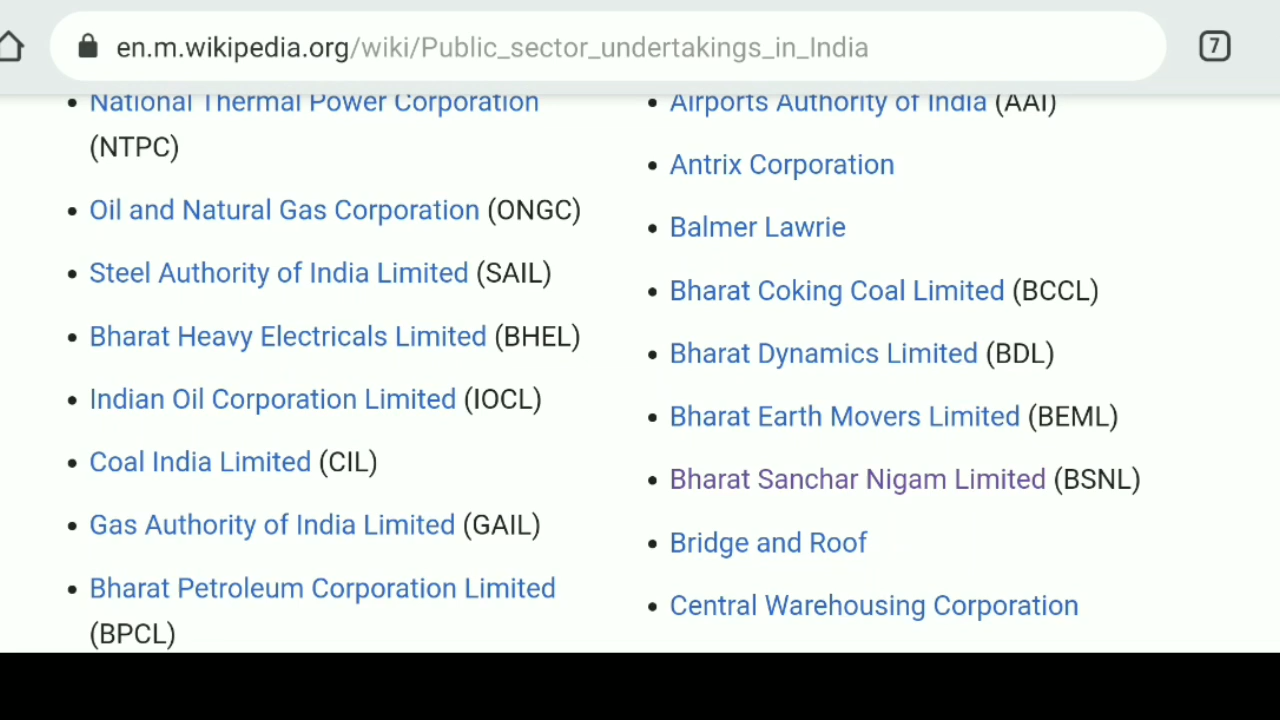 en.m.wikipedia.org/wiki/Public_sector_undertakings_in_India
7
• National Thermal Power Corporation
(NTPC)
• Oil and Natural Gas Corporation (ONGC)
• Steel Authority of India Limited (SAIL)
• Bharat Heavy Electricals Limited (BHEL)
• Indian Oil Corporation Limited (IOCL)
• Coal India Limited (CIL)
• Gas Authority of India Limited (GAIL)
• Bharat Petroleum Corporation Limited
(BPCL)
• Airports Authority of India (AAI)
• Antrix Corporation
• Balmer Lawrie
• Bharat Coking Coal Limited (BCCL)
• Bharat Dynamics Limited (BDL)
• Bharat Earth Movers Limited (BEML)
• Bharat Sanchar Nigam Limited (BSNL)
• Bridge and Roof
• Central Warehousing Corporation